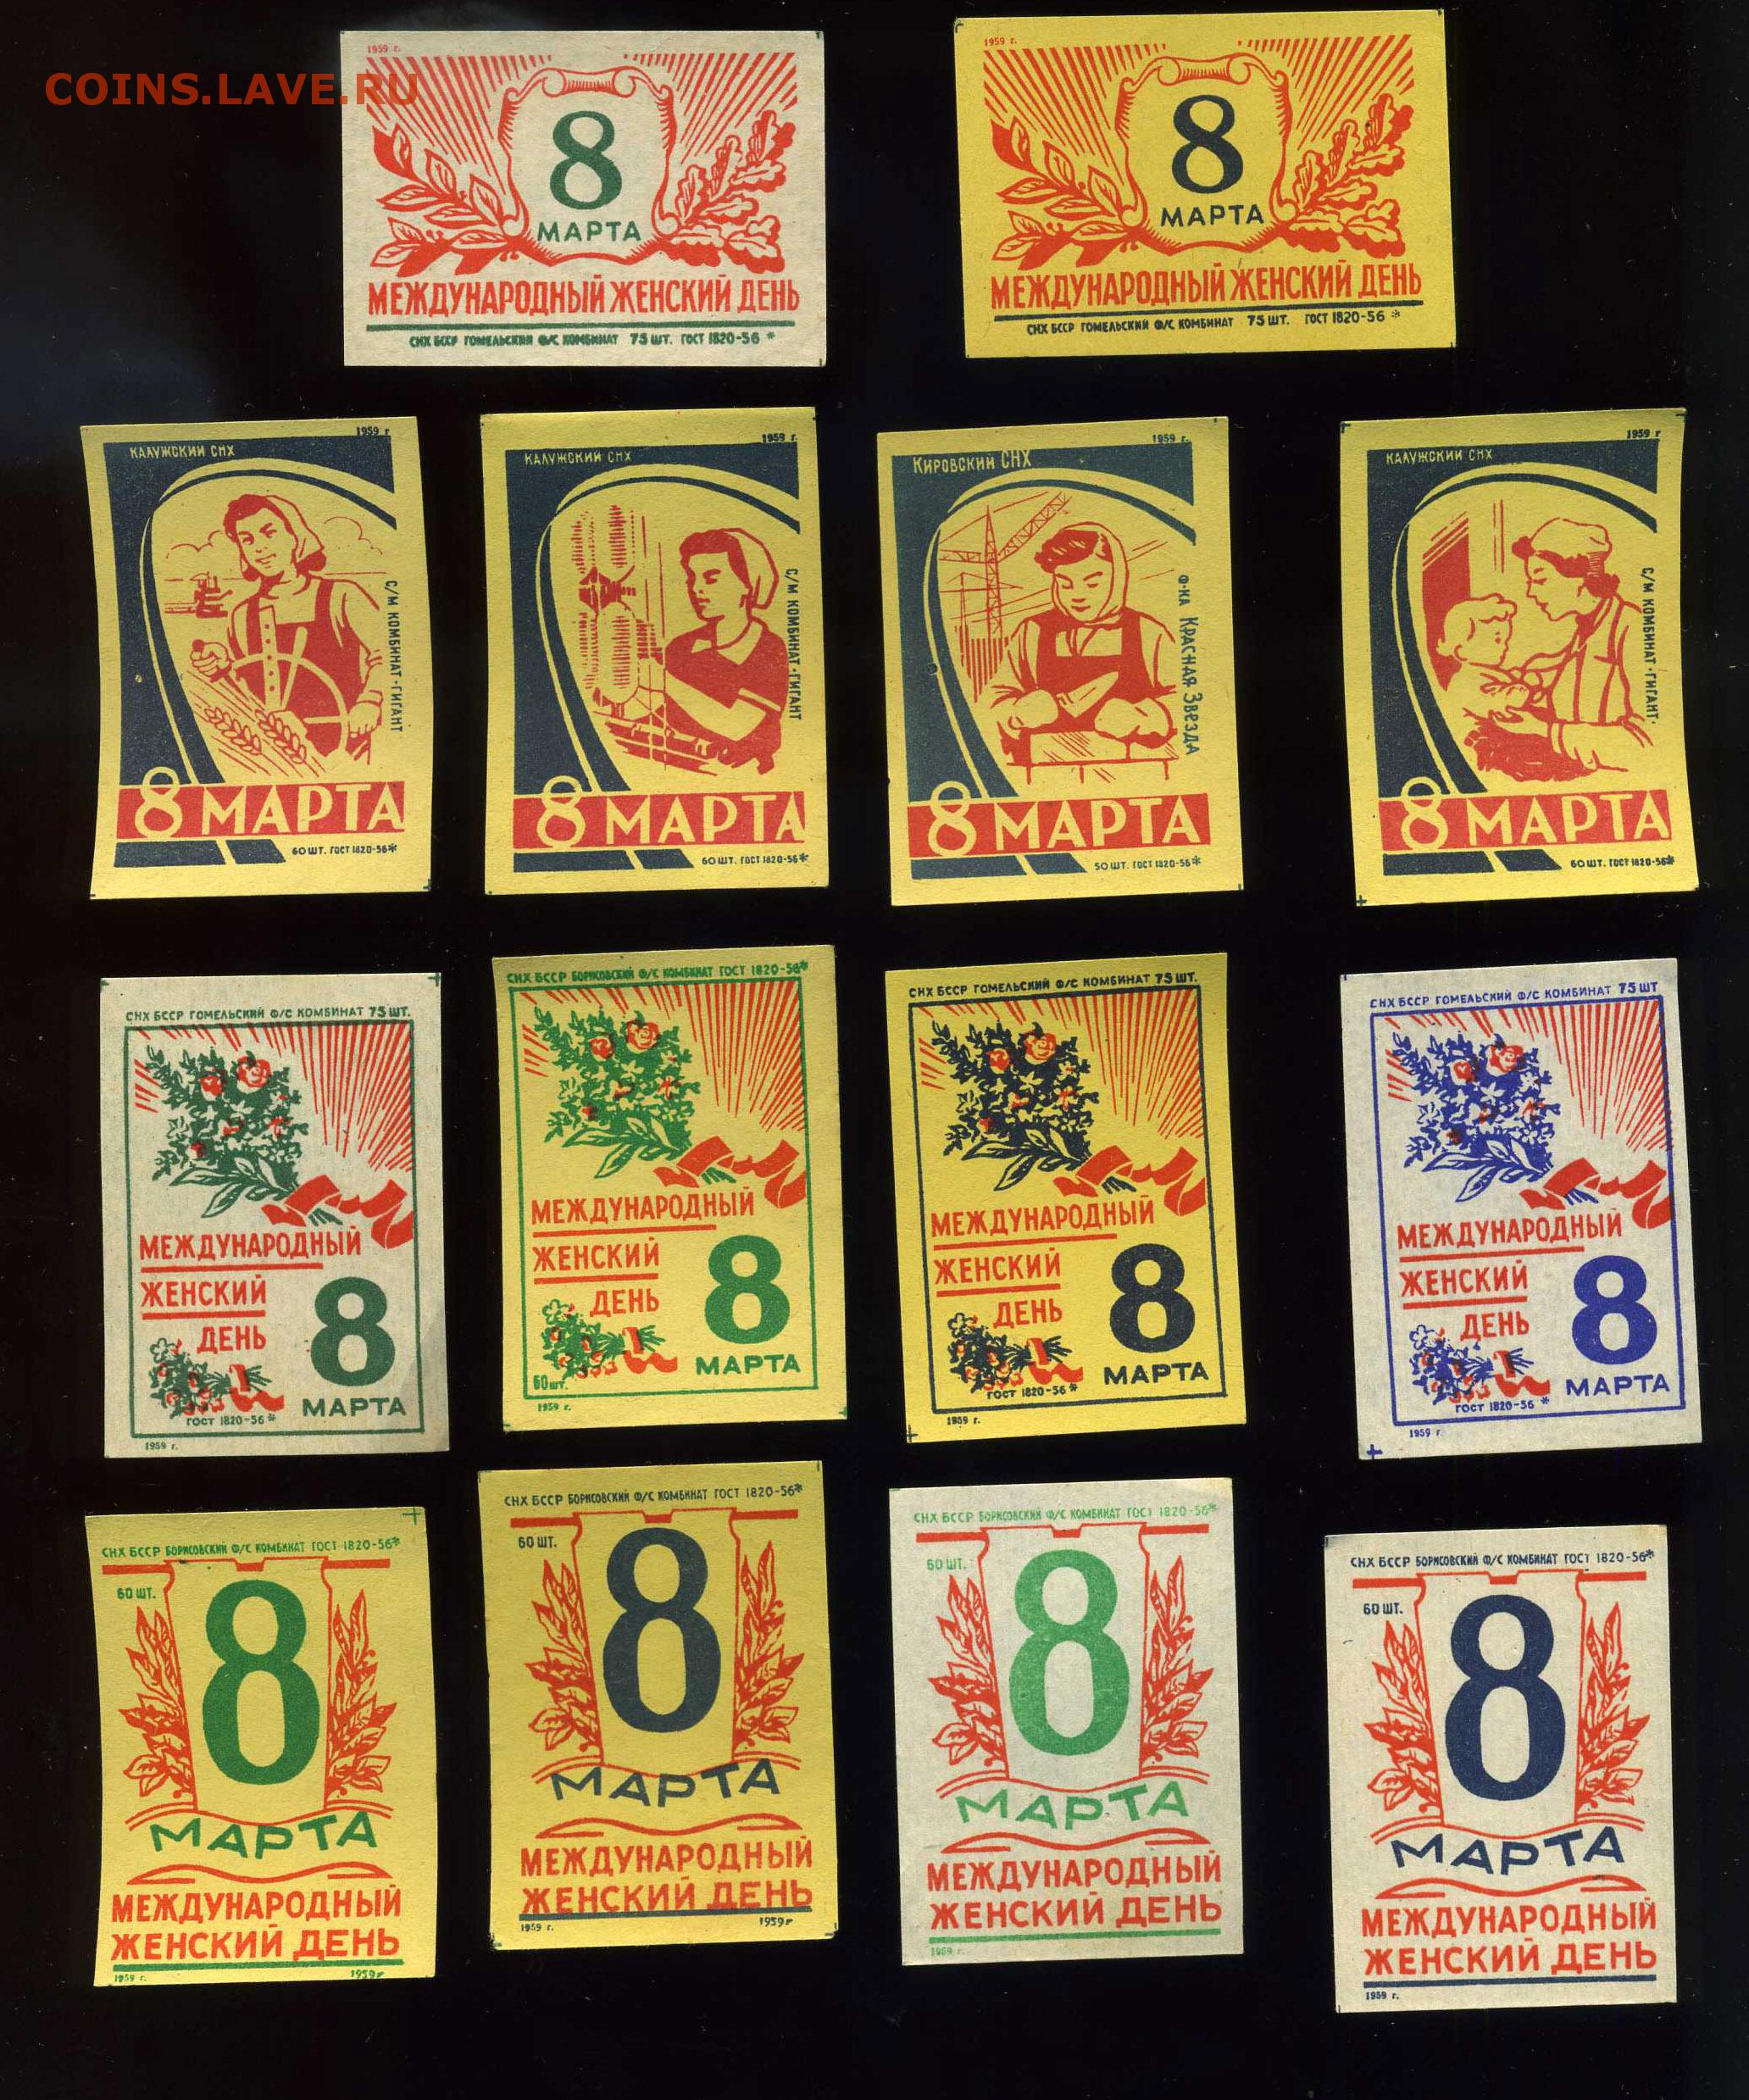 COINS.LAVE.RU
1959 г.
8
МАРТА
МЕЖДУНАРОДНЫЙ ЖЕНСКИЙ ДЕНЬ
СНХ БССР ГОМЕЛЬСКИЙ Ф/С КОМБИНАТ 75 ШТ. ГОСТ 1820-56 *
1959 г.
8
МАРТА
МЕЖДУНАРОДНЫЙ ЖЕНСКИЙ ДЕНЬ
СНХ БССР ГОМЕЛЬСКИЙ Ф/С КОМБИНАТ 75 ШТ. ГОСТ 1820-56 *
1959 г
КАЛУЖСКИЙ СНХ
С/М КОМБИНАТ „ГИГАНТ
8 МАРТА
60 ШТ. ГОСТ 1820-56*
1959 г.
КАЛУЖСКИЙ СНХ
С/М КОМБИНАТ „ГИГАНТ
8 МАРТА
60 ШТ. ГОСТ 1820-56*
1959 г.
КИРОВСКИЙ СНХ
Ф-КА КРАСНАЯ ЗВЕЗДА
8 МАРТА
50 ШТ. ГОСТ 1820-56*
1959 г
КАЛУЖСКИЙ СНХ
С/М КОМБИНАТ „ГИГАНТ“
8 МАРТА
60 ШТ. ГОСТ 1820-56*
СНХ БССР ГОМЕЛЬСКИЙ Ф/С КОМБИНАТ 75 ШТ.
МЕЖДУНАРОДНЫЙ
ЖЕНСКИЙ
ДЕНЬ
8
МАРТА
ГОСТ 1820-56 *
1959 г.
СНХ БССР БОРИСОВСКИЙ Ф/С КОМБИНАТ ГОСТ 1820-56*
МЕЖДУНАРОДНЫЙ
ЖЕНСКИЙ
ДЕНЬ
8
МАРТА
60 шт.
1959 г.
СНХ БССР ГОМЕЛЬСКИЙ Ф/С КОМБИНАТ 75 ШТ.
МЕЖДУНАРОДНЫЙ
ЖЕНСКИЙ
ДЕНЬ
8
МАРТА
ГОСТ 1820-56 *
1959 г.
СНХ БССР ГОМЕЛЬСКИЙ Ф/С КОМБИНАТ 75 ШТ
МЕЖДУНАРОДНЫЙ
ЖЕНСКИЙ
ДЕНЬ
8
МАРТА
ГОСТ 1820-56 *
1959 г.
СНХ БССР БОРИСОВСКИЙ Ф/С КОМБИНАТ ГОСТ 1820-56*
60 ШТ.
8
МАРТА
МЕЖДУНАРОДНЫЙ
ЖЕНСКИЙ ДЕНЬ
1959 г. 1959г
СНХ БССР БОРИСОВСКИЙ Ф/С КОМБИНАТ ГОСТ 1820-56*
60 ШТ.
8
МАРТА
МЕЖДУНАРОДНЫЙ
ЖЕНСКИЙ ДЕНЬ
1959 г. 1959г
СНХ БССР БОРИСОВСКИЙ Ф/С КОМБИНАТ ГОСТ 1820-56*
60 ШТ.
8
МАРТА
МЕЖДУНАРОДНЫЙ
ЖЕНСКИЙ ДЕНЬ
1959 г.
СНХ БССР БОРИСОВСКИЙ Ф/С КОМБИНАТ ГОСТ 1820-56*
60 ШТ.
8
МАРТА
МЕЖДУНАРОДНЫЙ
ЖЕНСКИЙ ДЕНЬ
1959 г.